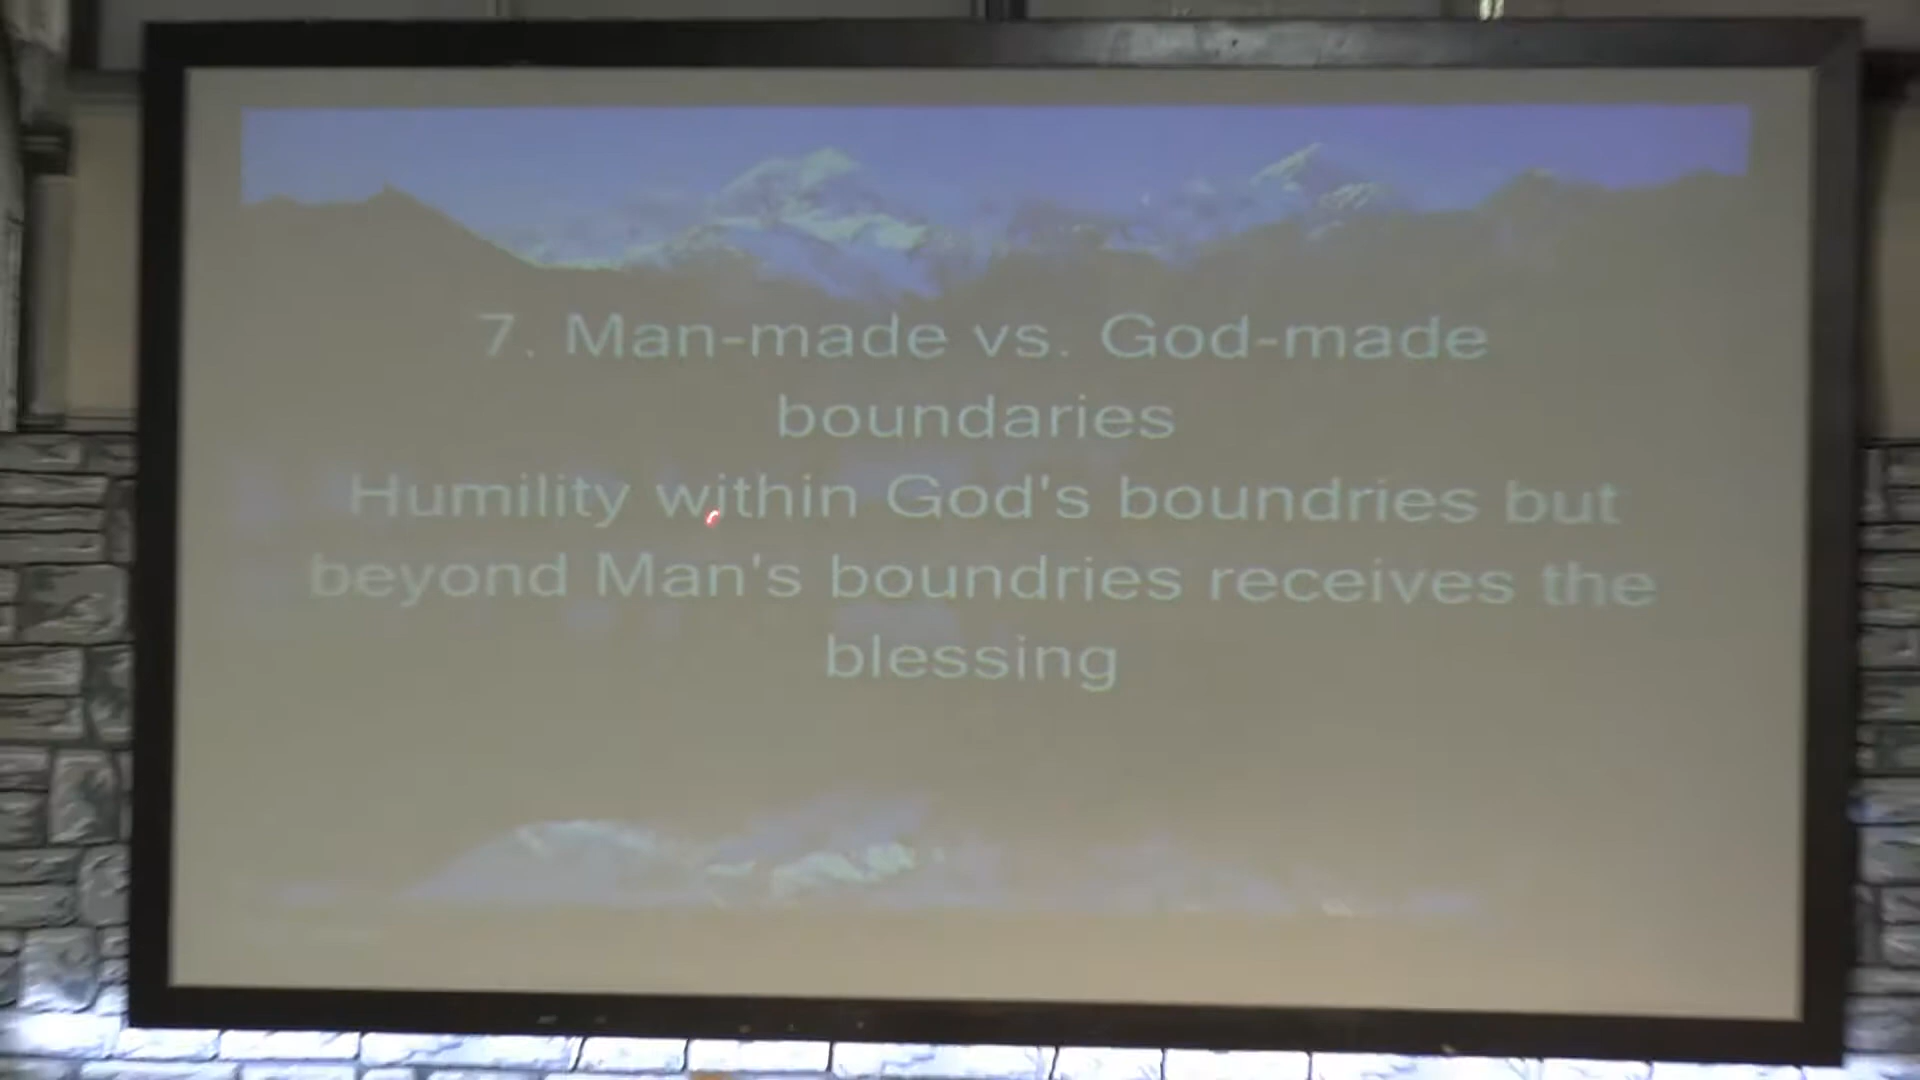 7. Man-made vs. God-made
boundaries
Humility within God's boundries but
beyond Man's boundries receives the
blessing